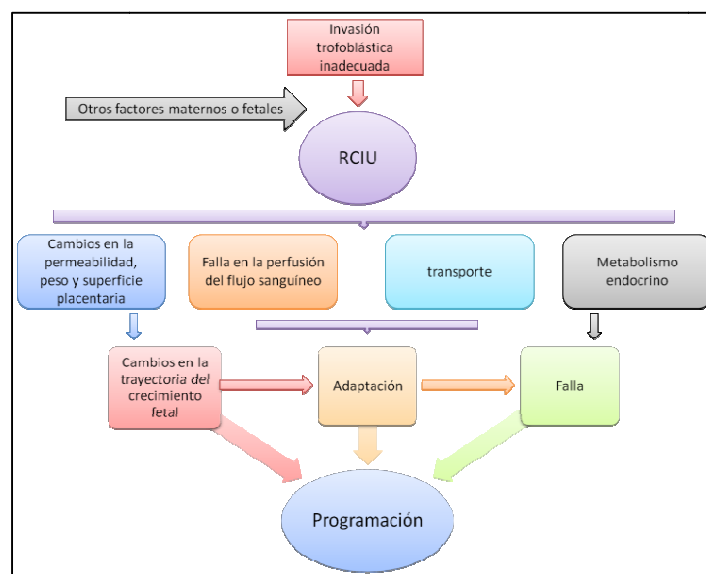 Invasión
trofoblástica
inadecuada
Otros factores maternos o fetales
RCIU
Cambios en la
permeabilidad,
peso y superficie
placentaria
Falla en la perfusión
del flujo sanguíneo
transporte
Metabolismo
endocrino
Cambios en la
trayectoria del
crecimiento
fetal
Adaptación
Falla
Programación